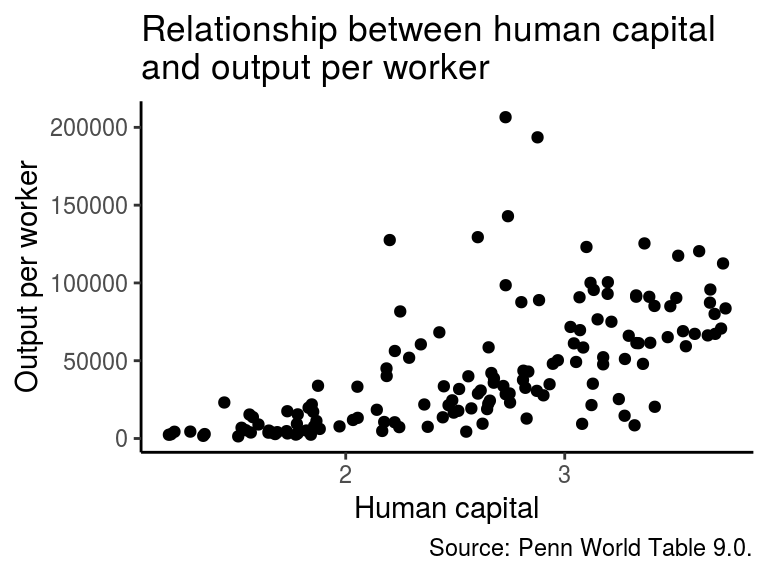 Relationship between human capital
and output per worker
Output per worker
200000
150000
100000
50000
0
2
3
Human capital
Source: Penn World Table 9.0.